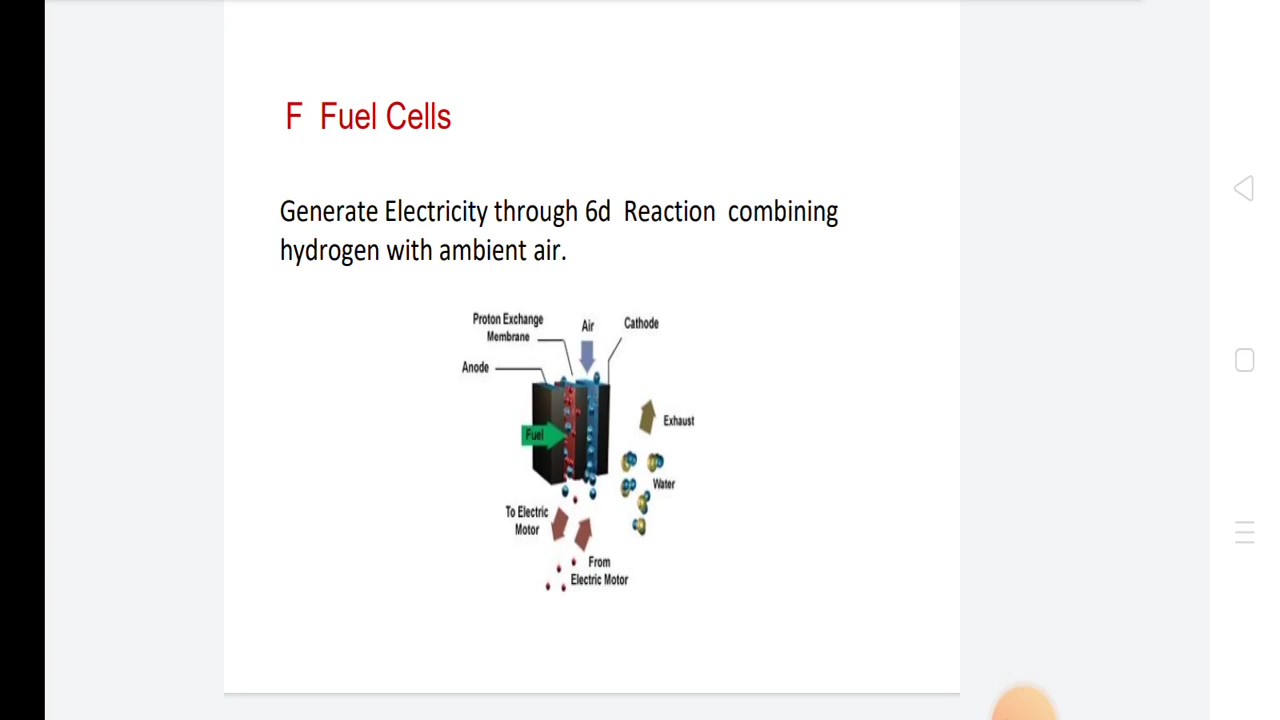 F Fuel Cells
Generate Electricity through 6d Reaction combining
hydrogen with ambient air.
Proton Exchange
Membrane
Air
Cathode
Anode
Fuel
Exhaust
Water
To Electric
Motor
From
Electric Motor